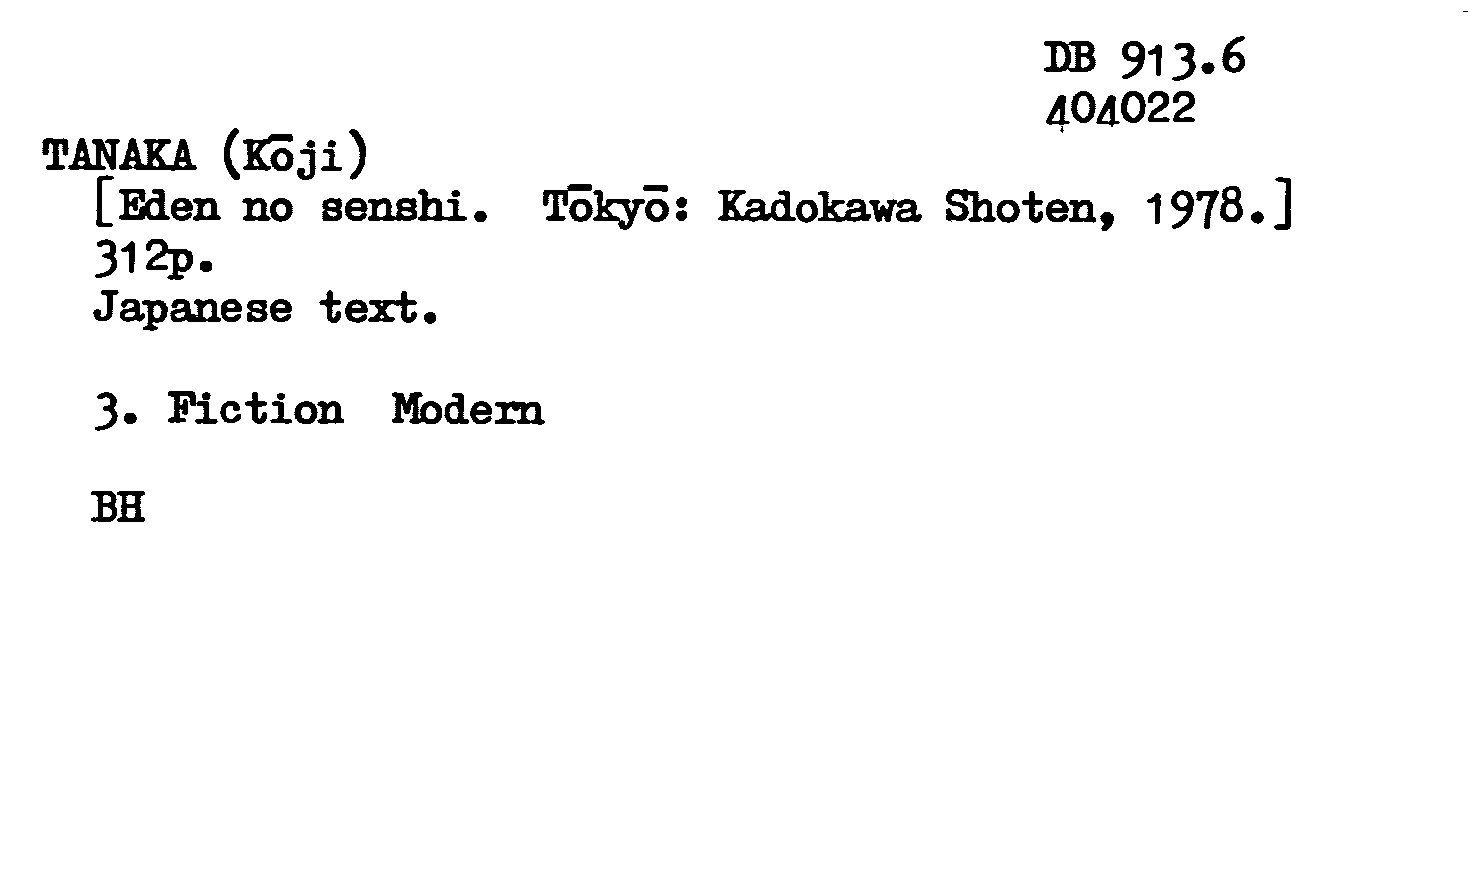 DB 913.6
404022
TANAKA (Kōji)
[Eden no senshi. Tōkyō: Kadokawa Shoten, 1978.]
312p.
Japanese text.
3. Fiction Modern
BH